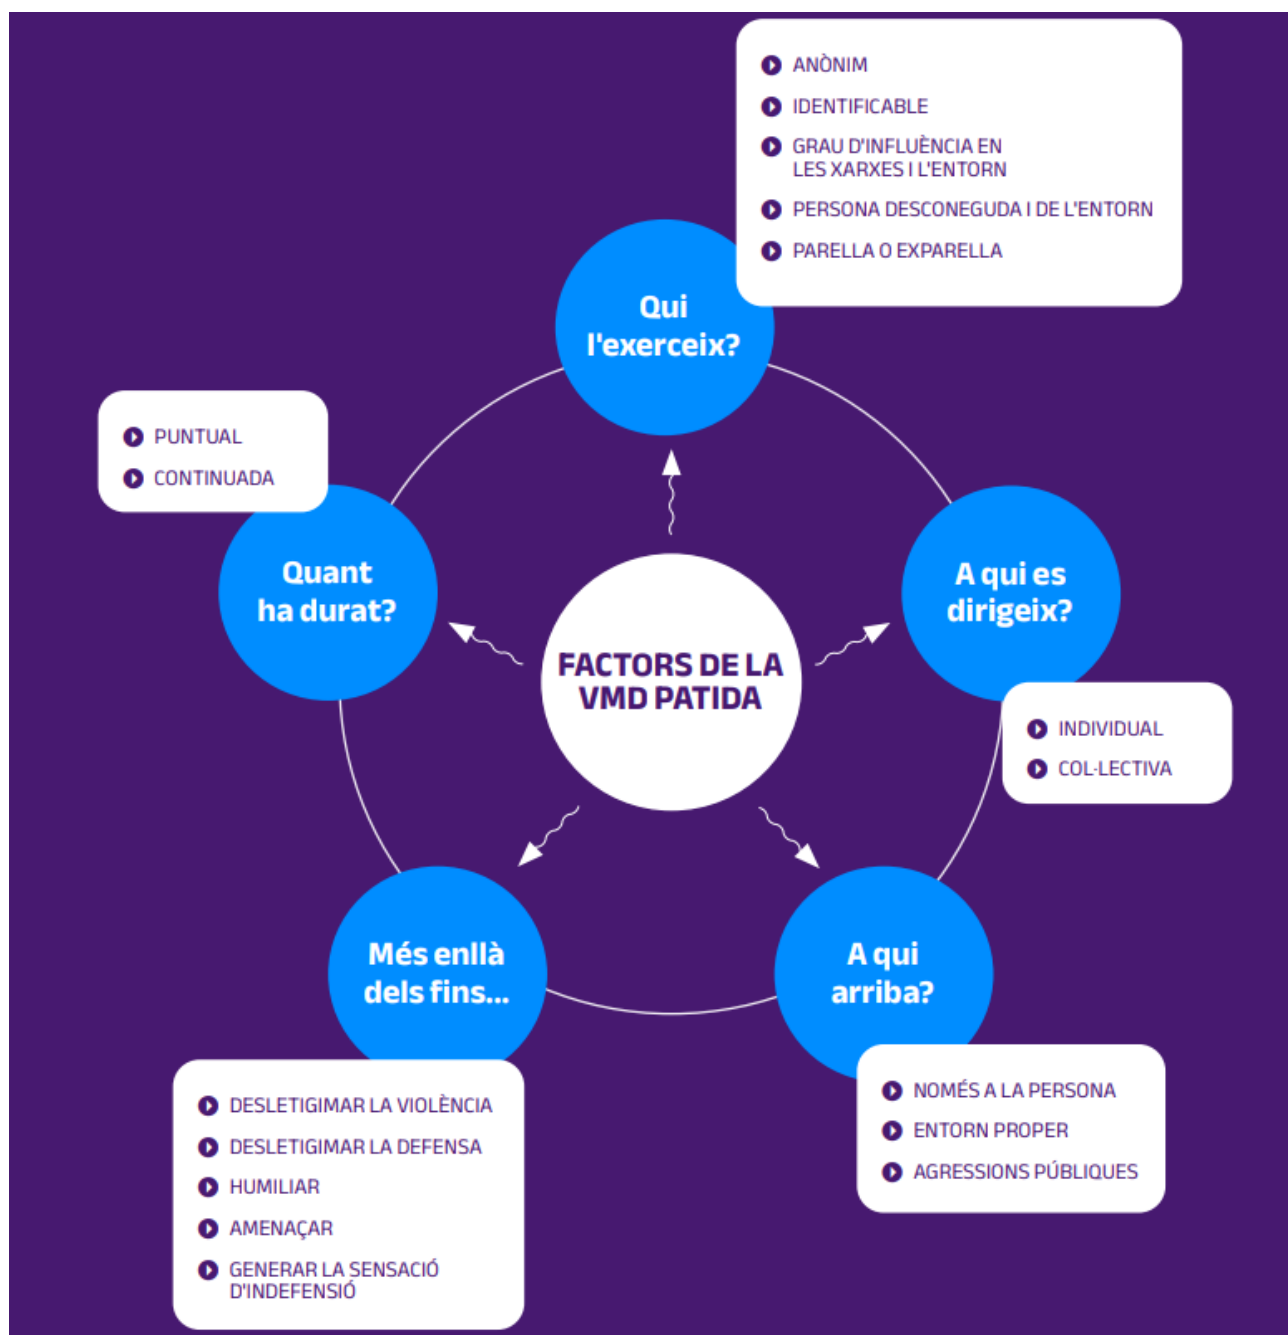 ANÒNIM
IDENTIFICABLE
GRAU D'INFLUÈNCIA EN
LES XARXES I L'ENTORN
PERSONA DESCONEGUDA I DE L'ENTORN
PARELLA O EXPARELLA
Qui
l'exerceix?
PUNTUAL
CONTINUADA
Quant
ha durat?
A qui es
dirigeix?
INDIVIDUAL
COL·LECTIVA
FACTORS DE LA
VMD PATIDA
Més enllà
dels fins...
DESLETIGIMAR LA VIOLÈNCIA
DESLETIGIMAR LA DEFENSA
HUMILIAR
AMENAÇAR
GENERAR LA SENSACIÓ
D'INDEFENSIÓ
A qui
arriba?
NOMÉS A LA PERSONA
ENTORN PROPER
AGRESSIONS PÚBLIQUES